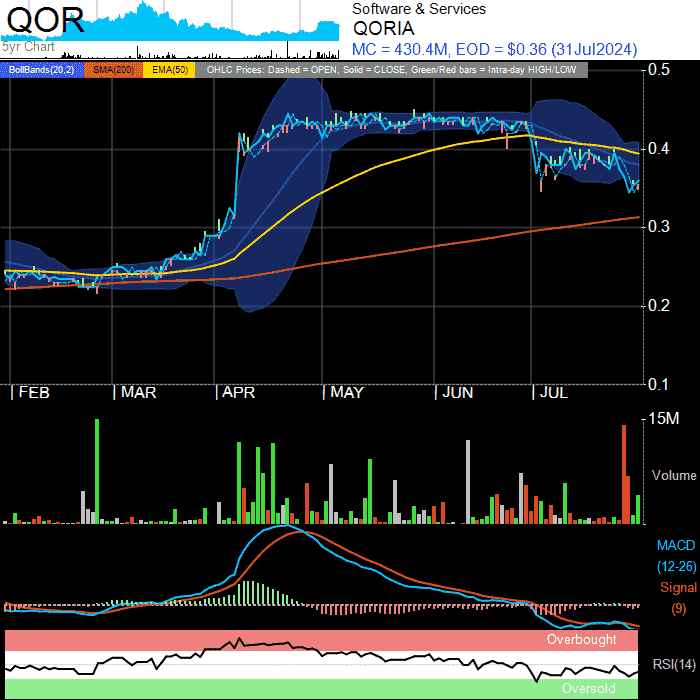 QOR
5yr Chart
Software & Services
QORIA
MC = 430.4M, EOD = $0.36 (31Jul2024)
BollBands(20,2) SMA(200) EMA(50) OHLC Prices: Dashed = OPEN, Solid = CLOSE, Green/Red bars = Intra-day HIGH/LOW
0.5
0.4
0.3
0.2
0.1
FEB MAR APR MAY JUN JUL
15M
Volume
MACD
(12-26)
Signal
(9)
Overbought
RSI(14)
Oversold